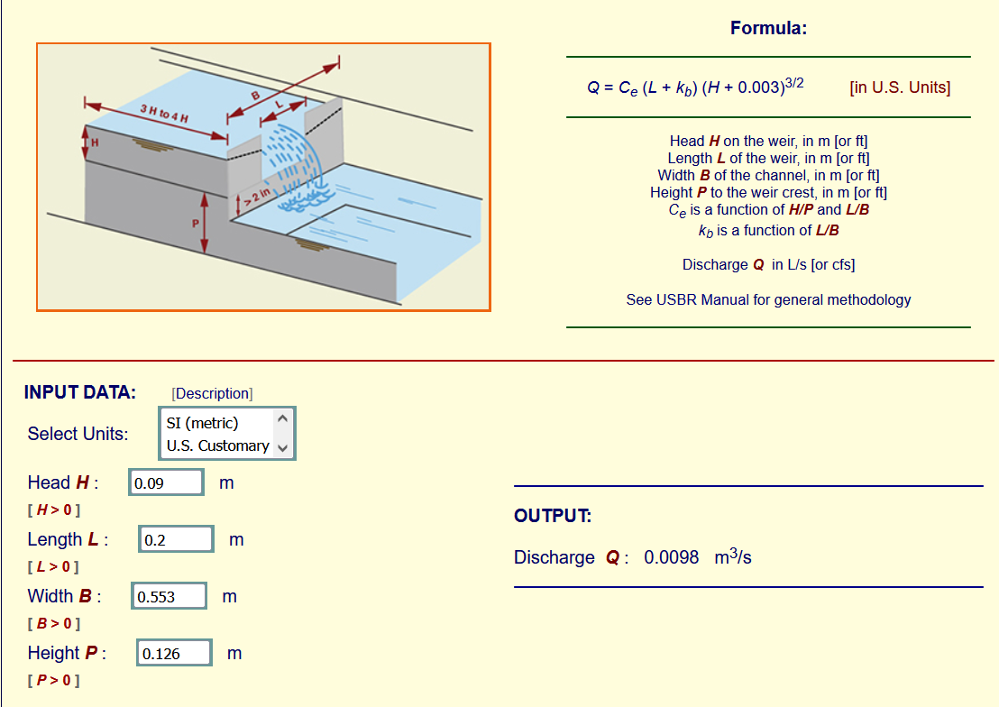 Formula:
Q = Ce (L + kb) (H + 0.003)3/2 [in U.S. Units]
B
L
3 H to 4 H
H
> 2 in
P
Head H on the weir, in m [or ft]
Length L of the weir, in m [or ft]
Width B of the channel, in m [or ft]
Height P to the weir crest, in m [or ft]
Ce is a function of H/P and L/B
kb is a function of L/B
Discharge Q in L/s [or cfs]
See USBR Manual for general methodology
INPUT DATA: [Description]
Select Units:
SI (metric)
U.S. Customary
Head H : 0.09 m
[ H > 0 ]
Length L : 0.2 m
[ L > 0 ]
Width B : 0.553 m
[ B > 0 ]
Height P : 0.126 m
[ P > 0 ]
OUTPUT:
Discharge Q : 0.0098 m3/s